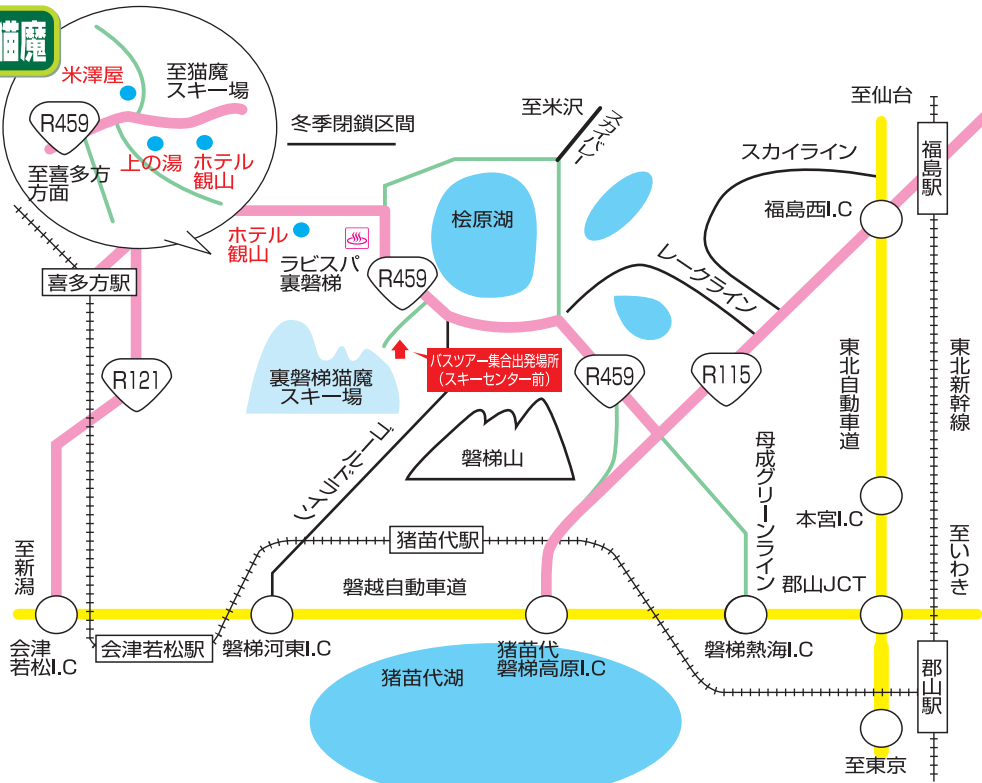 猫魔
米澤屋
至猫魔
スキー場
R459
上の湯
ホテル
観山
至喜多方
方面
冬季閉鎖区間
至米沢
スカイバレー
至仙台
スカイライン
福島駅
福島西I.C
桧原湖
ホテル
観山
ラビスパ
裏磐梯
R459
レークライン
喜多方駅
バスツアー集合出発場所
(スキーセンター前)
裏磐梯猫魔
スキー場
R121
R459
R115
東北自動車道
東北新幹線
ゴールドライン
磐梯山
母成グリーンライン
本宮I.C
至新潟
猪苗代駅
至いわき
磐越自動車道
郡山JCT
会津
若松I.C
会津若松駅
磐梯河東I.C
猪苗代
磐梯高原I.C
磐梯熱海I.C
猪苗代湖
郡山駅
至東京